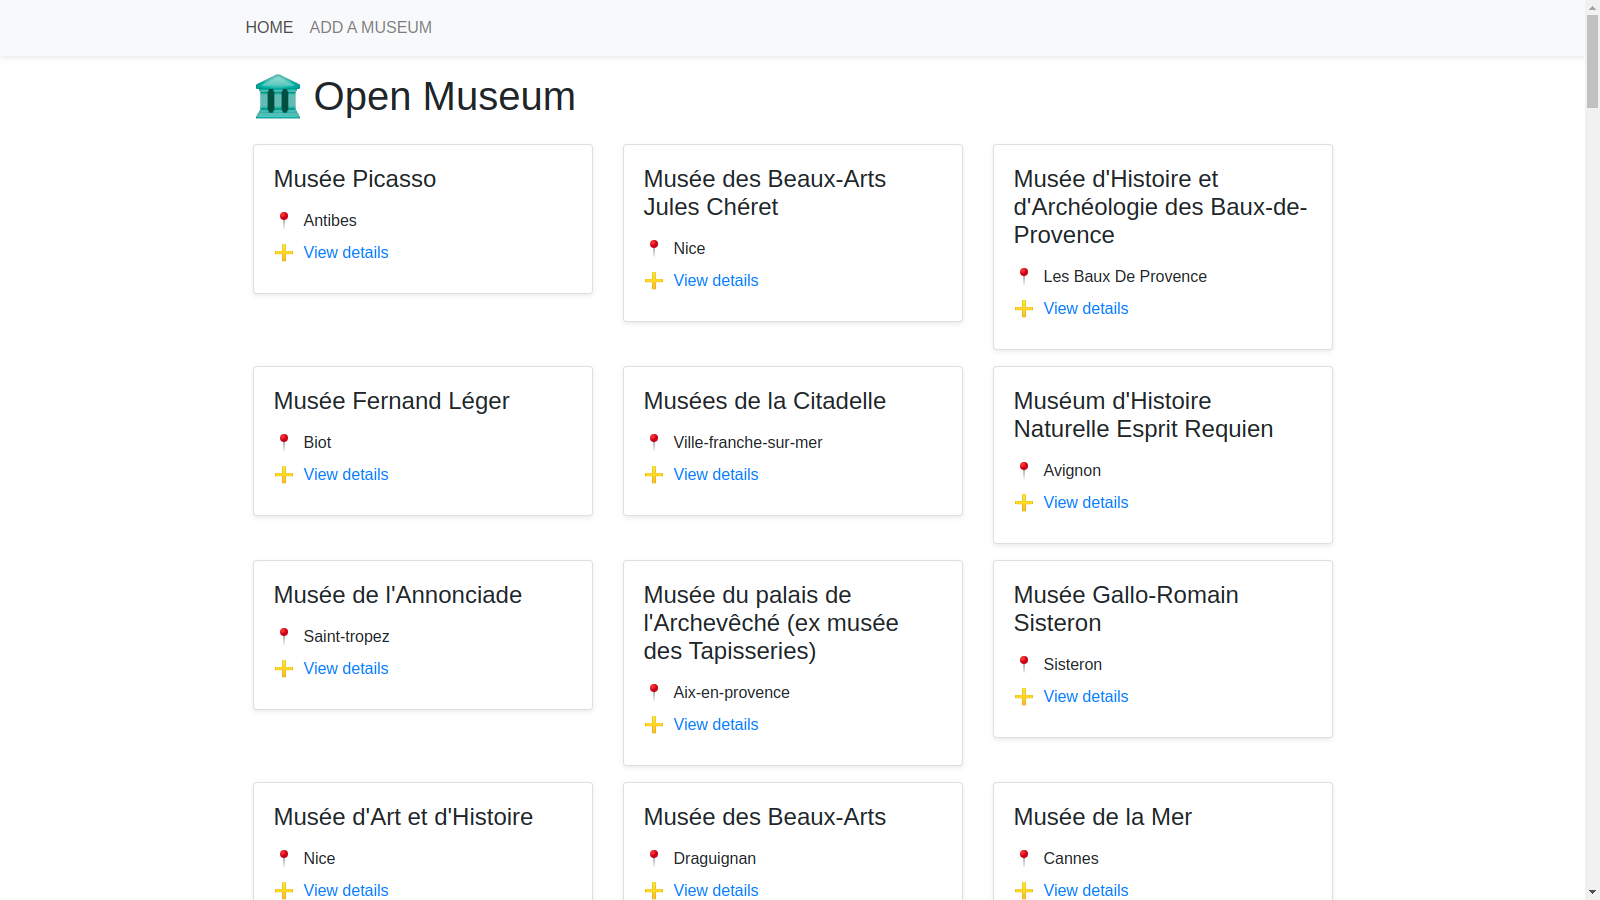 HOME ADD A MUSEUM
Open Museum
Musée Picasso
Antibes
View details
Musée des Beaux-Arts
Jules Chéret
Nice
View details
Musée d'Histoire et
d'Archéologie des Baux-de-
Provence
Les Baux De Provence
View details
Musée Fernand Léger
Biot
View details
Musées de la Citadelle
Ville-franche-sur-mer
View details
Muséum d'Histoire
Naturelle Esprit Requien
Avignon
View details
Musée de l'Annonciade
Saint-tropez
View details
Musée du palais de
l'Archevêché (ex musée
des Tapisseries)
Aix-en-provence
View details
Musée Gallo-Romain
Sisteron
Sisteron
View details
Musée d'Art et d'Histoire
Nice
View details
Musée des Beaux-Arts
Draguignan
View details
Musée de la Mer
Cannes
View details